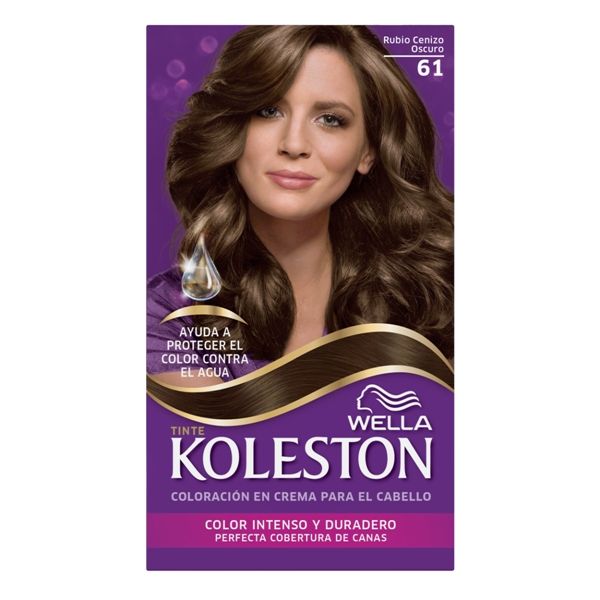 Rubio Cenizo
Oscuro
61
AYUDA A
PROTEGER EL
COLOR CONTRA
EL AGUA
WELLA
TINTE
KOLESTON
COLORACIÓN EN CREMA PARA EL CABELLO
COLOR INTENSO Y DURADERO
PERFECTA COBERTURA DE CANAS